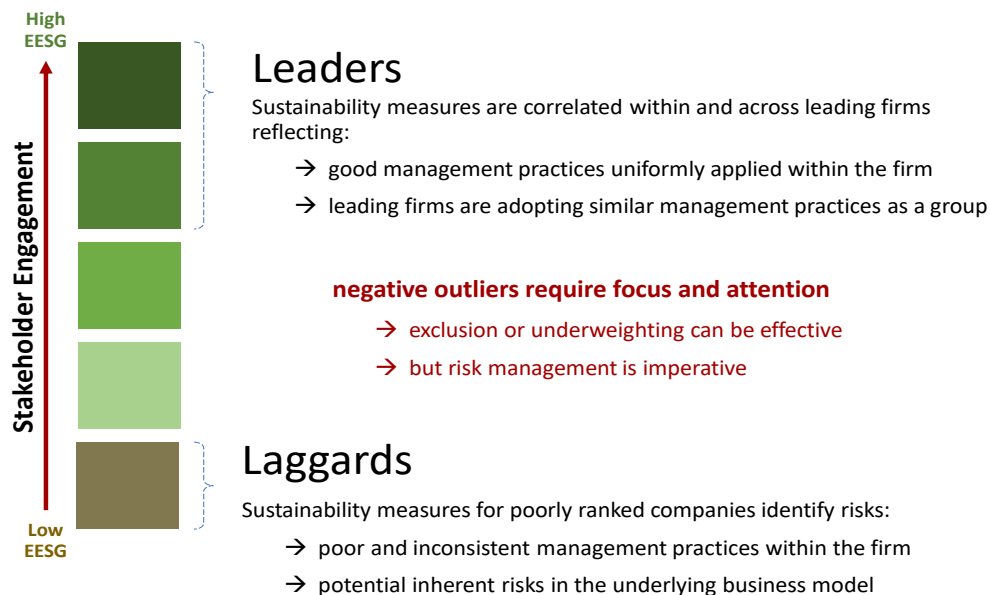 High
EESG
Stakeholder Engagement
Low
EESG
Leaders
Sustainability measures are correlated within and across leading firms
reflecting:
→ good management practices uniformly applied within the firm
→ leading firms are adopting similar management practices as a group
negative outliers require focus and attention
→ exclusion or underweighting can be effective
→ but risk management is imperative
Laggards
Sustainability measures for poorly ranked companies identify risks:
→ poor and inconsistent management practices within the firm
→ potential inherent risks in the underlying business model